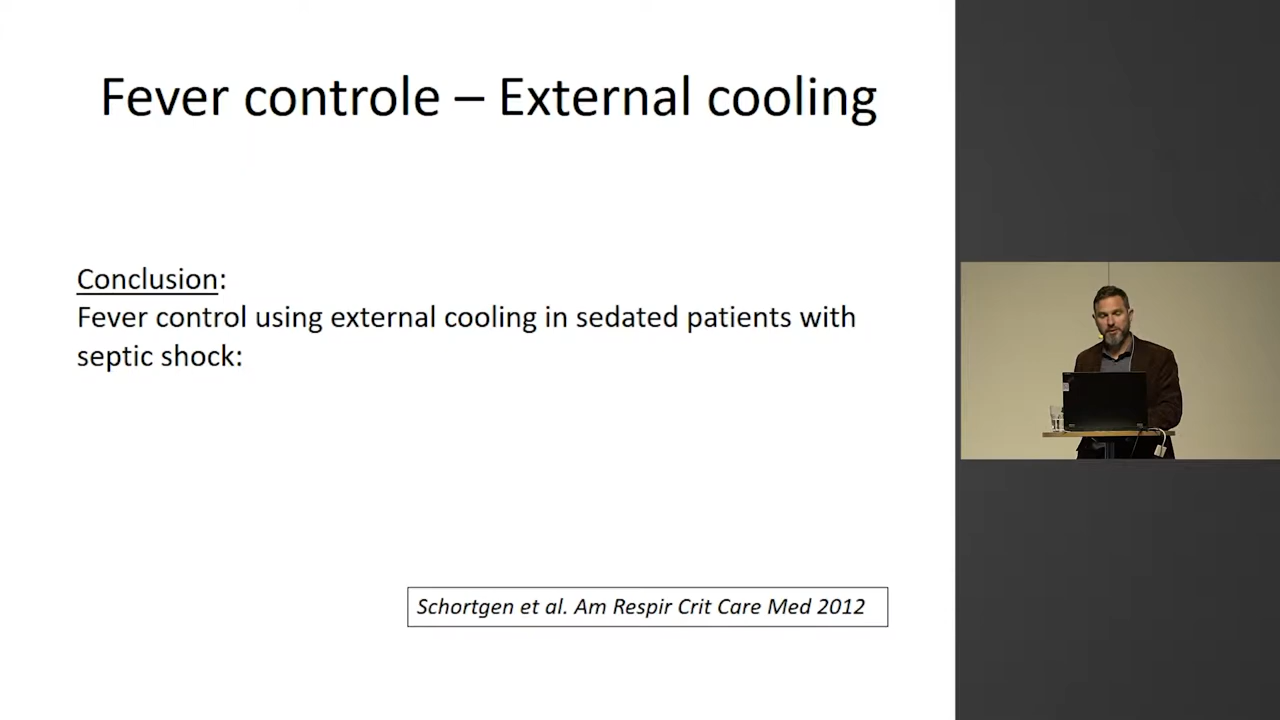 Fever controle – External cooling
Conclusion:
Fever control using external cooling in sedated patients with
septic shock:
Schortgen et al. Am Respir Crit Care Med 2012